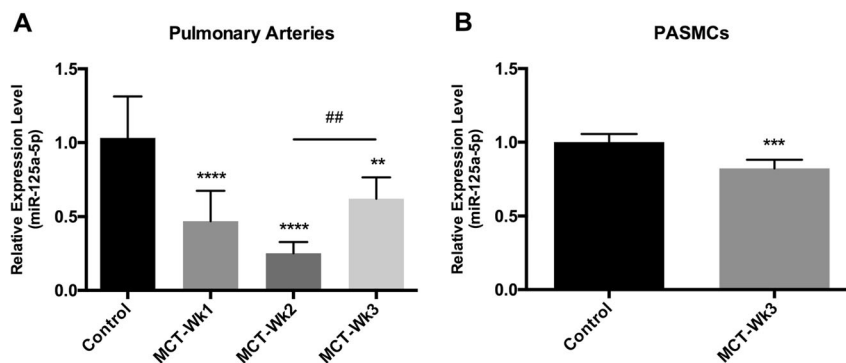 A
Pulmonary Arteries
Relative Expression Level
(miR-125a-5p)
1.5
1.0
0.5
0.0
****
****
##
**
Control
MCT-Wk1
MCT-Wk2
MCT-Wk3
B
PASMCs
Relative Expression Level
(miR-125a-5p)
1.5
1.0
0.5
0.0
***
Control
MCT-Wk3